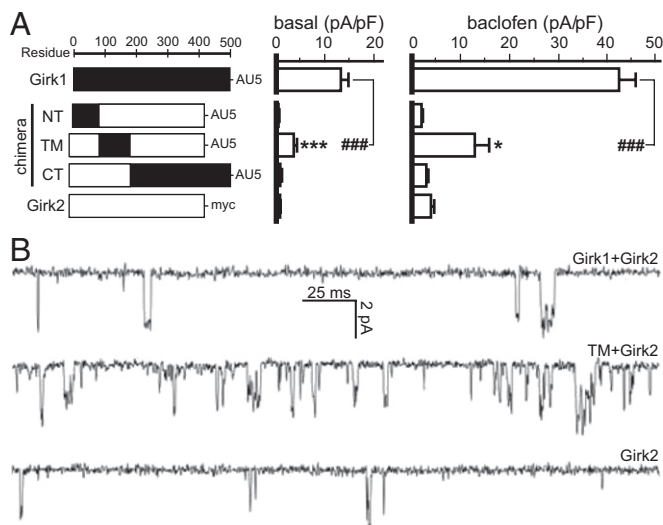 A
basal (pA/pF)
baclofen (pA/pF)
Residue
0 100 200 300 400 500
0 10 20
0 10 20 30 40 50
Girk1
AU5
###
###
chimera
NT
AU5
TM
AU5
***
*
CT
AU5
Girk2
myc
B
Girk1+Girk2
25 ms
2 pA
TM+Girk2
Girk2